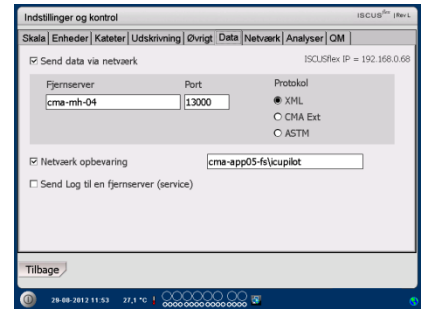 Indstillinger og kontrol
ISCUSflex
Skala Enheder Kateter Udskrivning Øvrigt Data Netværk Analyser QM
Send data via netværk
ISCUSflex IP = 192.168.0.68
Fjernserver Port Protokol
cma-mh-04 13000 XML
CMA Ext
ASTM
Netværk opbevaring cma-app05-fs\icupilot
Send Log til en fjernserver (service)
Tilbage
29-08-2012 11:53 27,1 °C !